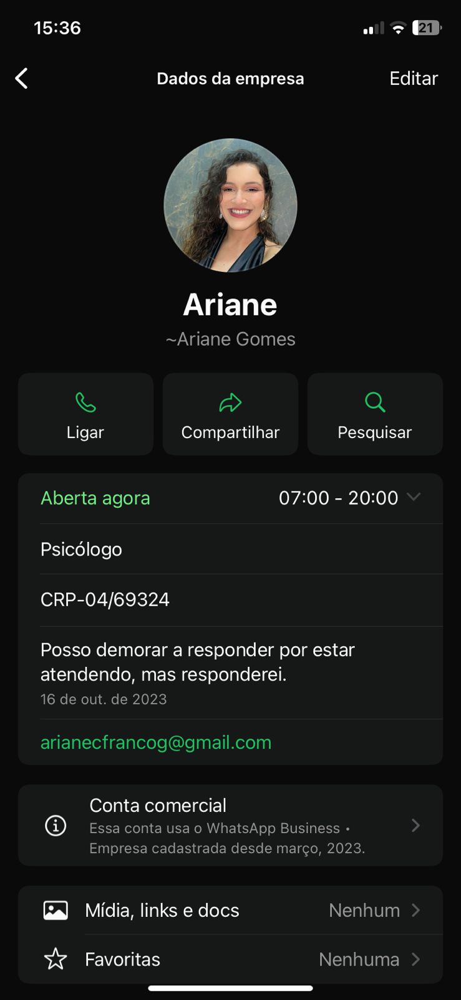 15:36
21
Dados da empresa
Editar
Ariane
~Ariane Gomes
Ligar
Compartilhar
Pesquisar
Aberta agora
07:00 - 20:00
Psicólogo
CRP-04/69324
Posso demorar a responder por estar
atendendo, mas responderei.
16 de out. de 2023
arianecfrancog@gmail.com
Conta comercial
Essa conta usa o WhatsApp Business •
Empresa cadastrada desde março, 2023.
Mídia, links e docs
Nenhum
Favoritas
Nenhuma